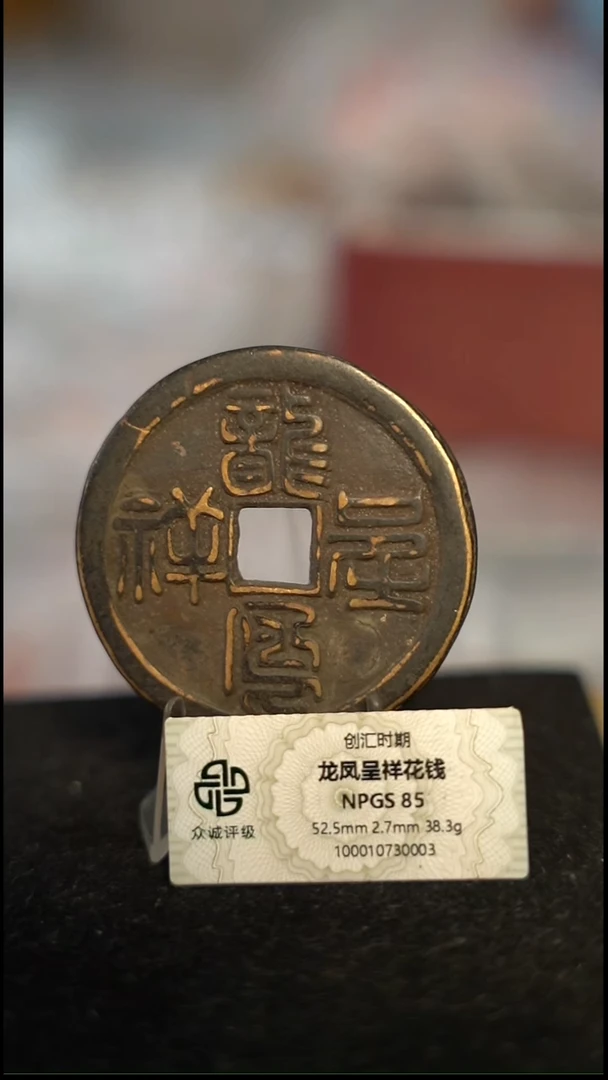 龍
祥
呈
鳳
创汇时期
龙凤呈祥花钱
NPGS 85
52.5mm 2.7mm 38.3g
100010730003
众诚评级